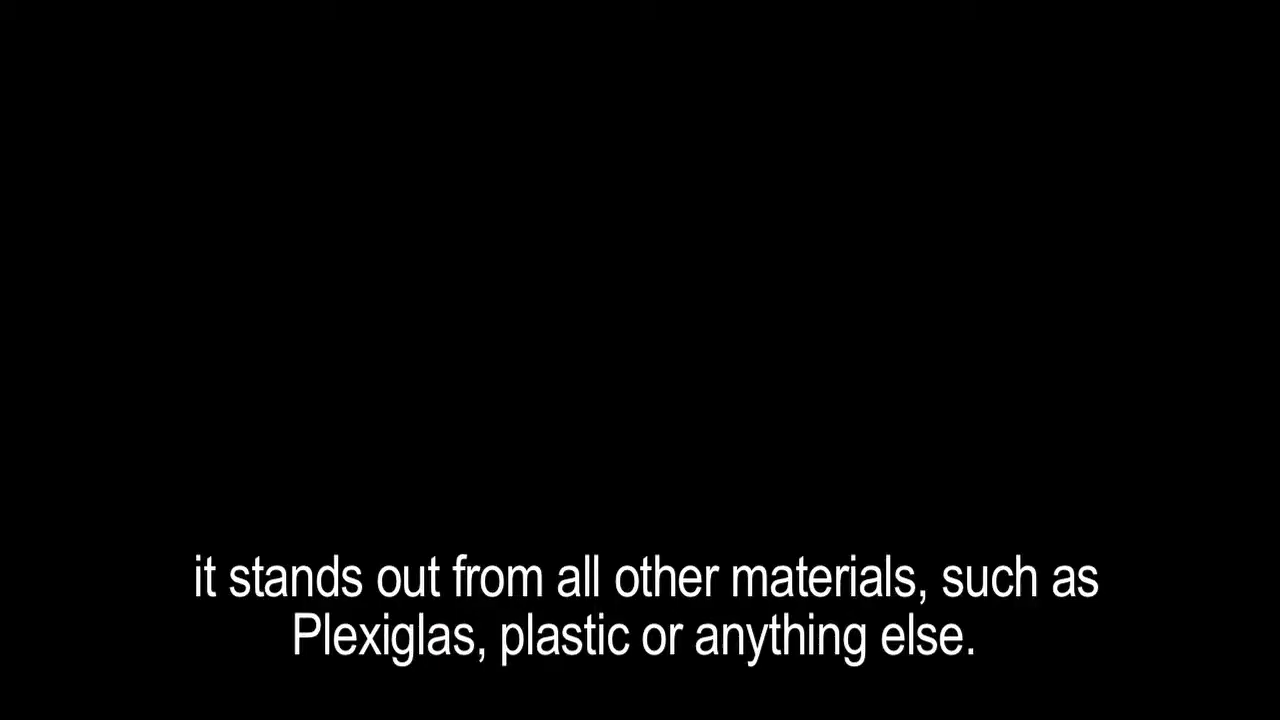 it stands out from all other materials, such as
Plexiglas, plastic or anything else.